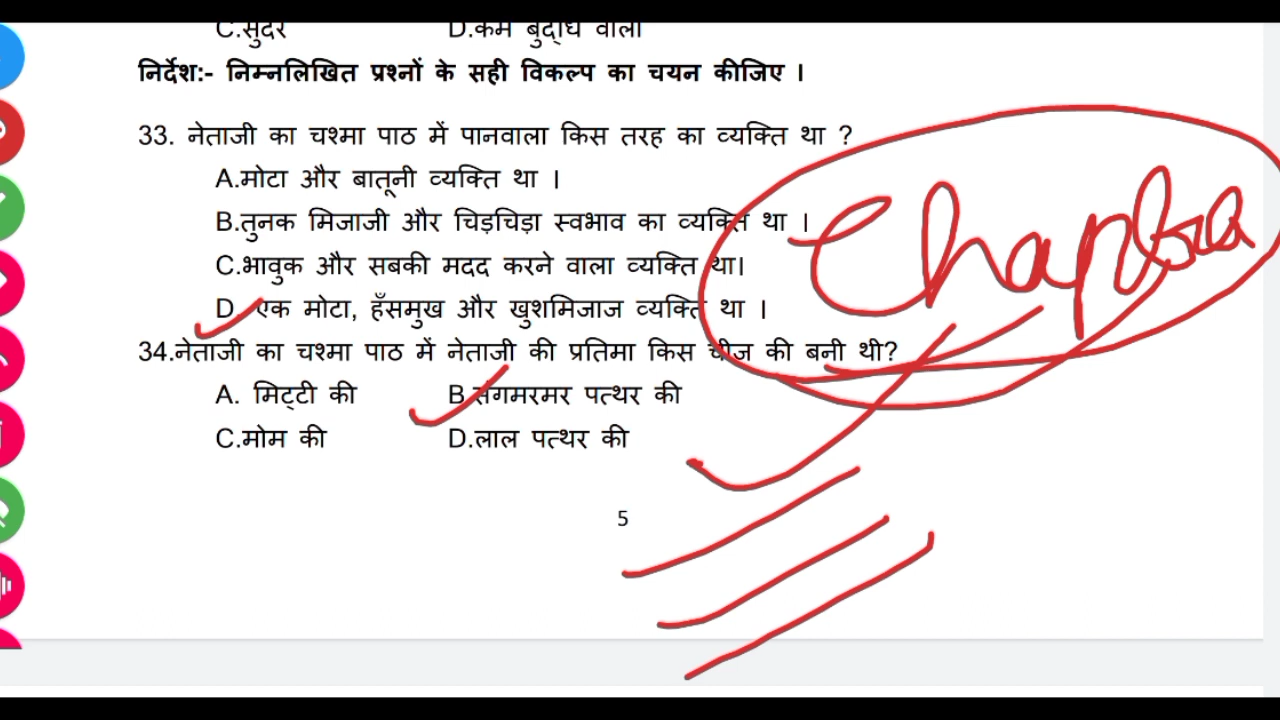 C.सुंदर D.कम बुद्धि वाला
निर्देश:- निम्नलिखित प्रश्नों के सही विकल्प का चयन कीजिए ।
33. नेताजी का चश्मा पाठ में पानवाला किस तरह का व्यक्ति था ?
A.मोटा और बातूनी व्यक्ति था ।
B.तुनक मिजाजी और चिड़चिड़ा स्वभाव का व्यक्ति था ।
C.भावुक और सबकी मदद करने वाला व्यक्ति था।
D. एक मोटा, हँसमुख और खुशमिजाज व्यक्ति था ।
34.नेताजी का चश्मा पाठ में नेताजी की प्रतिमा किस चीज की बनी थी?
A. मिट्टी की B.संगमरमर पत्थर की
C.मोम की D.लाल पत्थर की
5